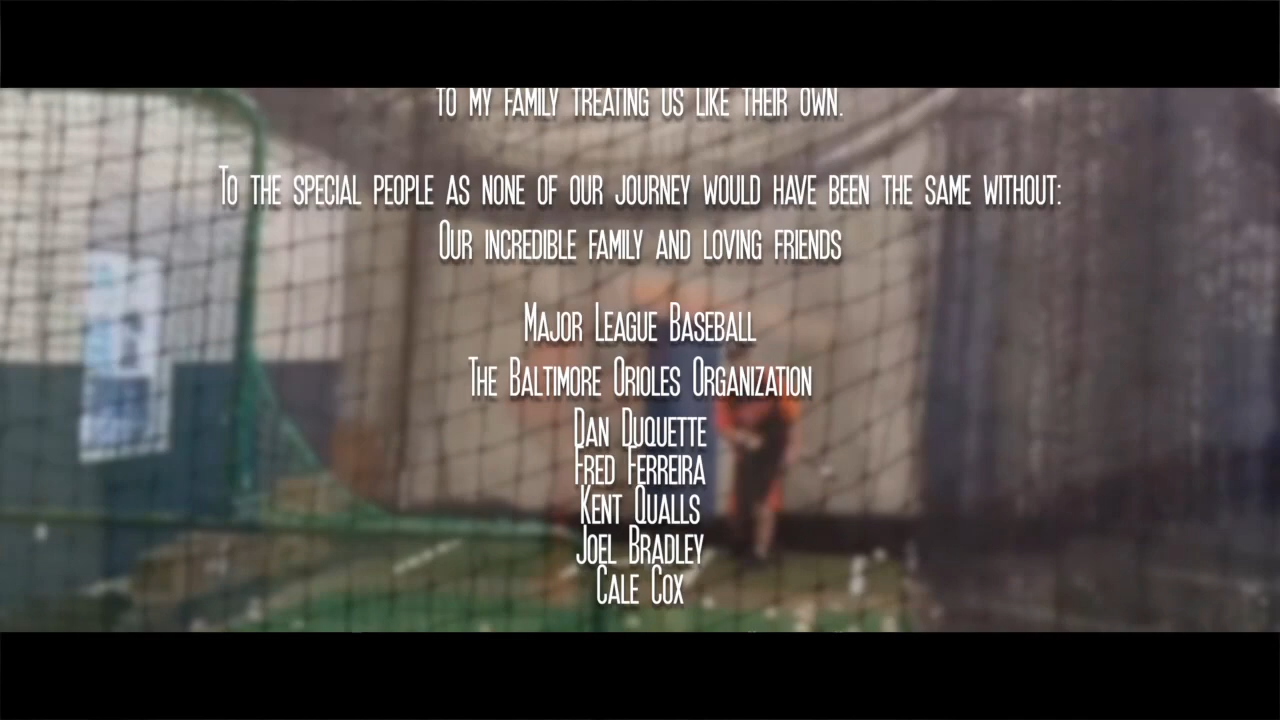 TO MY FAMILY TREATING US LIKE THEIR OWN.
TO THE SPECIAL PEOPLE AS NONE OF OUR JOURNEY WOULD HAVE BEEN THE SAME WITHOUT:
OUR INCREDIBLE FAMILY AND LOVING FRIENDS
MAJOR LEAGUE BASEBALL
THE BALTIMORE ORIOLES ORGANIZATION
DAN DUQUETTE
FRED FERREIRA
KENT QUALLS
JOEL BRADLEY
CALE COX